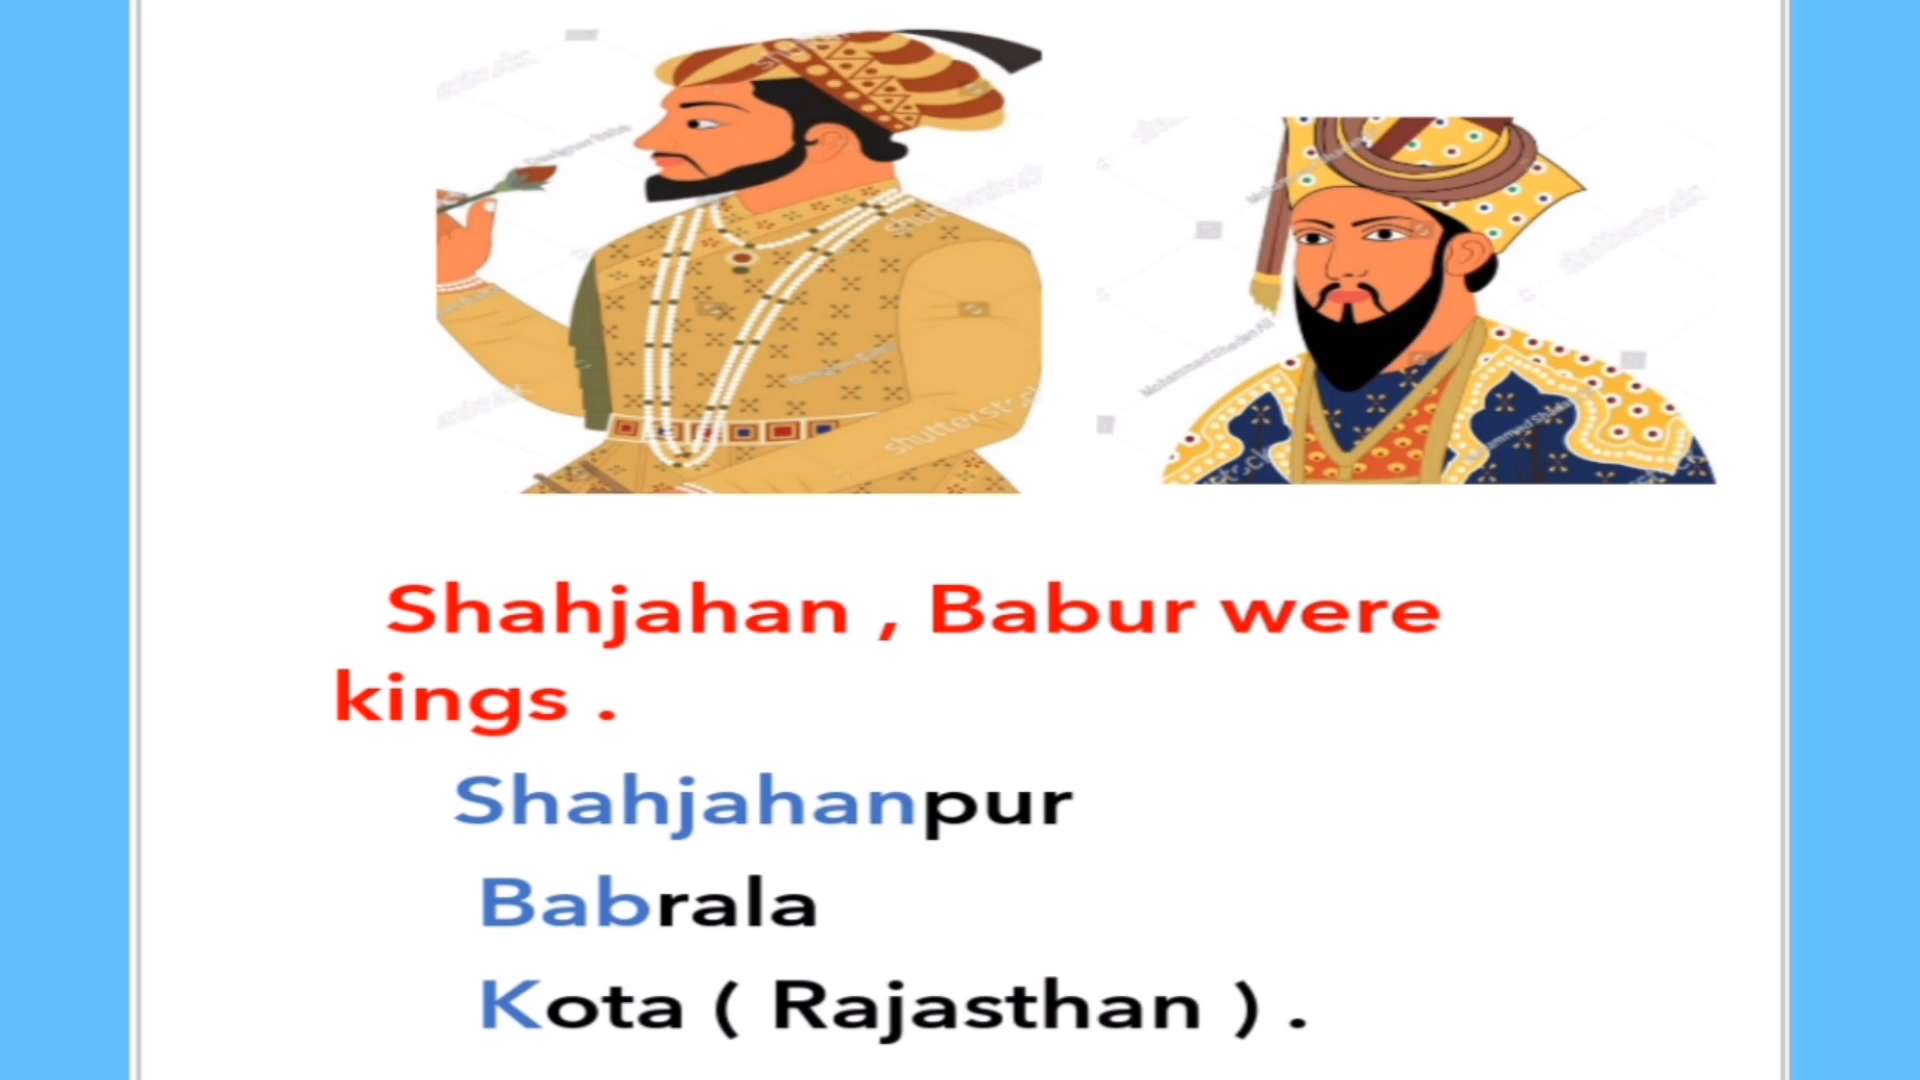 Shahjahan , Babur were
kings .
Shahjahanpur
Babrala
Kota ( Rajasthan ) .